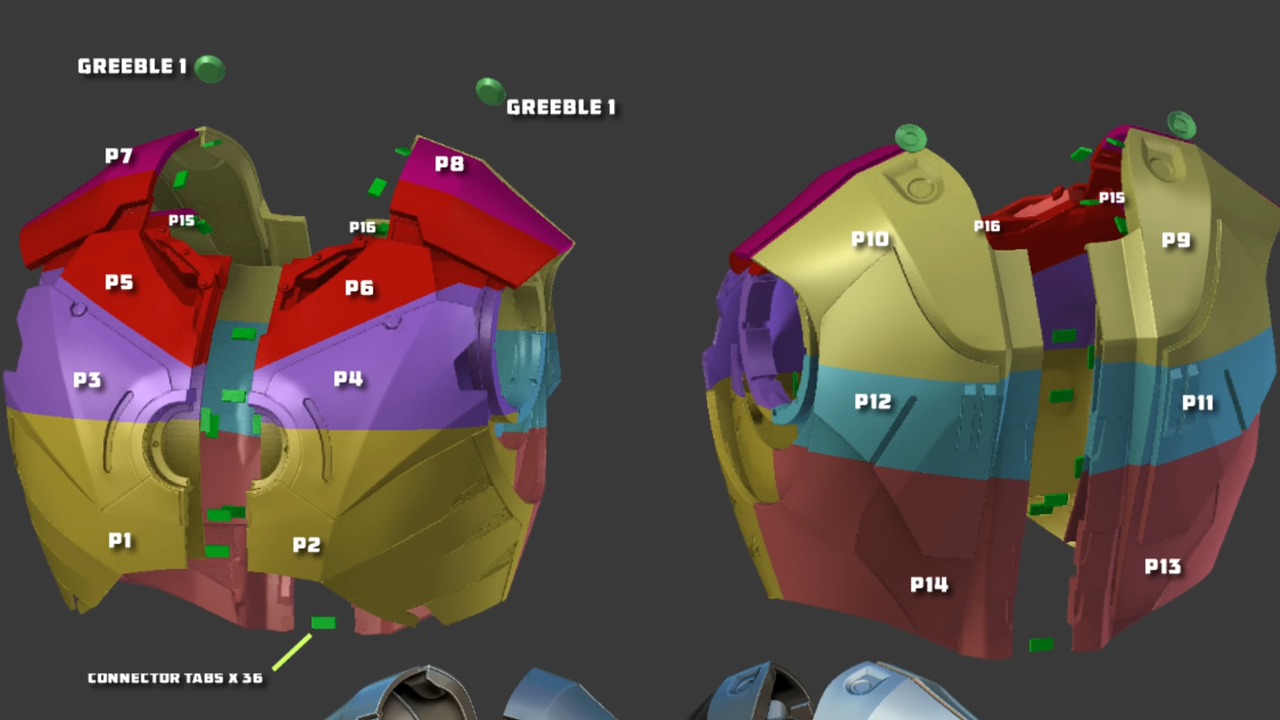 GREEBLE 1
GREEBLE 1
P7
P8
P15
P16
P5
P6
P3
P4
P1
P2
CONNECTOR TABS X 36
P15
P16
P10
P9
P12
P11
P14
P13